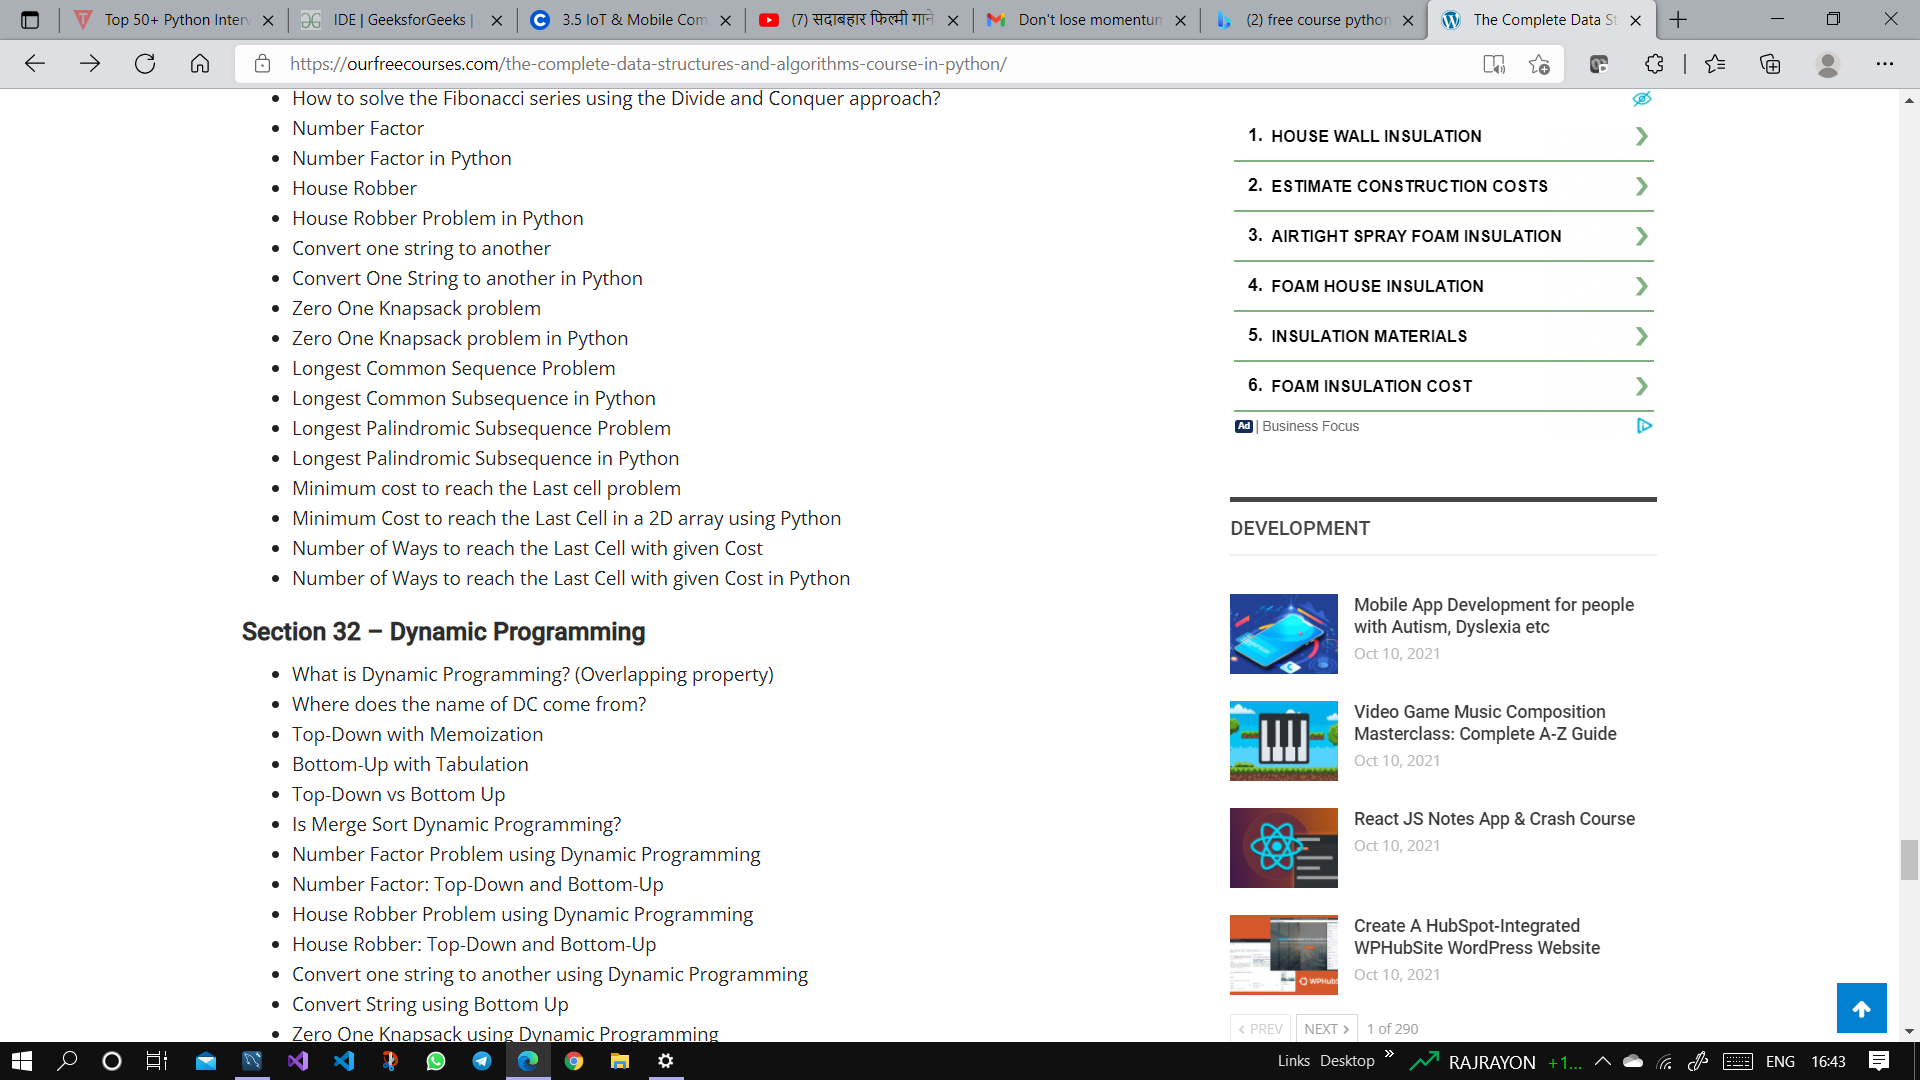 Top 50+ Python Interv
IDE | GeeksforGeeks |
3.5 IoT & Mobile Com
(7) सदाबहार फिल्मी गाने
Don't lose momentum
(2) free course python
The Complete Data St
https://ourfreecourses.com/the-complete-data-structures-and-algorithms-course-in-python/
How to solve the Fibonacci series using the Divide and Conquer approach?
Number Factor
Number Factor in Python
House Robber
House Robber Problem in Python
Convert one string to another
Convert One String to another in Python
Zero One Knapsack problem
Zero One Knapsack problem in Python
Longest Common Sequence Problem
Longest Common Subsequence in Python
Longest Palindromic Subsequence Problem
Longest Palindromic Subsequence in Python
Minimum cost to reach the Last cell problem
Minimum Cost to reach the Last Cell in a 2D array using Python
Number of Ways to reach the Last Cell with given Cost
Number of Ways to reach the Last Cell with given Cost in Python
Section 32 – Dynamic Programming
What is Dynamic Programming? (Overlapping property)
Where does the name of DC come from?
Top-Down with Memoization
Bottom-Up with Tabulation
Top-Down vs Bottom Up
Is Merge Sort Dynamic Programming?
Number Factor Problem using Dynamic Programming
Number Factor: Top-Down and Bottom-Up
House Robber Problem using Dynamic Programming
House Robber: Top-Down and Bottom-Up
Convert one string to another using Dynamic Programming
Convert String using Bottom Up
Zero One Knapsack using Dynamic Programming
1. HOUSE WALL INSULATION
2. ESTIMATE CONSTRUCTION COSTS
3. AIRTIGHT SPRAY FOAM INSULATION
4. FOAM HOUSE INSULATION
5. INSULATION MATERIALS
6. FOAM INSULATION COST
Ad | Business Focus
DEVELOPMENT
Mobile App Development for people
with Autism, Dyslexia etc
Oct 10, 2021
Video Game Music Composition
Masterclass: Complete A-Z Guide
Oct 10, 2021
React JS Notes App & Crash Course
Oct 10, 2021
Create A HubSpot-Integrated
WPHubSite WordPress Website
Oct 10, 2021
PREV NEXT 1 of 290
Links Desktop » RAJRAYON +1... ENG 16:43